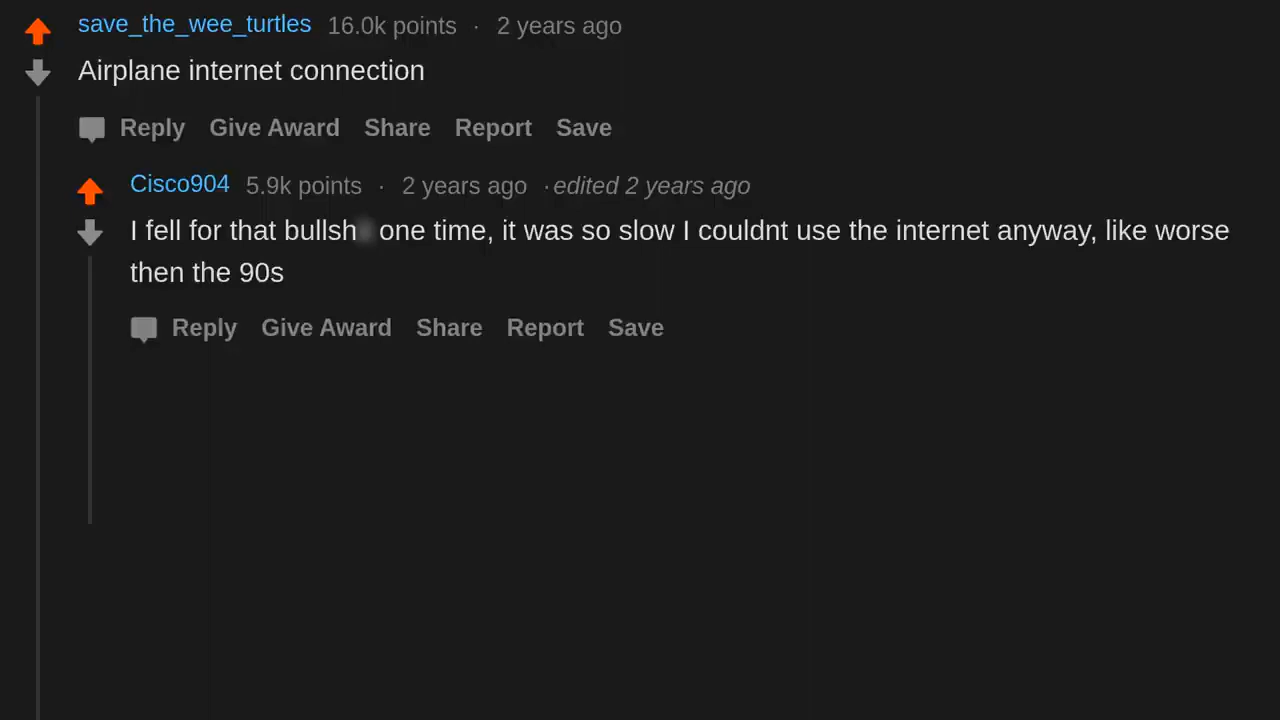 save_the_wee_turtles 16.0k points · 2 years ago
Airplane internet connection
Reply Give Award Share Report Save
Cisco904 5.9k points · 2 years ago · edited 2 years ago
I fell for that one time, it was so slow I couldnt use the internet anyway, like worse
then the 90s
Reply Give Award Share Report Save